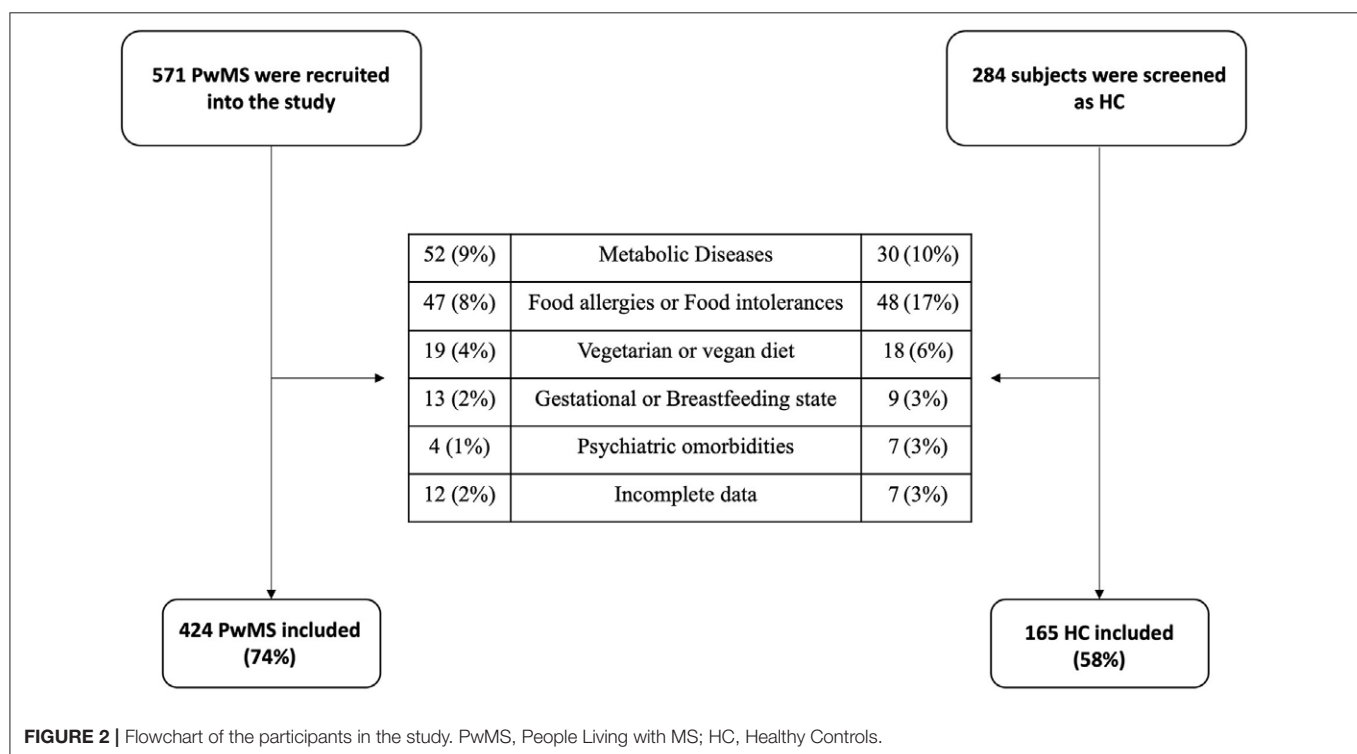 571 PwMS were recruited
into the study
284 subjects were screened
as HC
52 (9%) Metabolic Diseases 30 (10%)
47 (8%) Food allergies or Food intolerances 48 (17%)
19 (4%) Vegetarian or vegan diet 18 (6%)
13 (2%) Gestational or Breastfeeding state 9 (3%)
4 (1%) Psychiatric omorbidities 7 (3%)
12 (2%) Incomplete data 7 (3%)
424 PwMS included
(74%)
165 HC included
(58%)
FIGURE 2 | Flowchart of the participants in the study. PwMS, People Living with MS; HC, Healthy Controls.